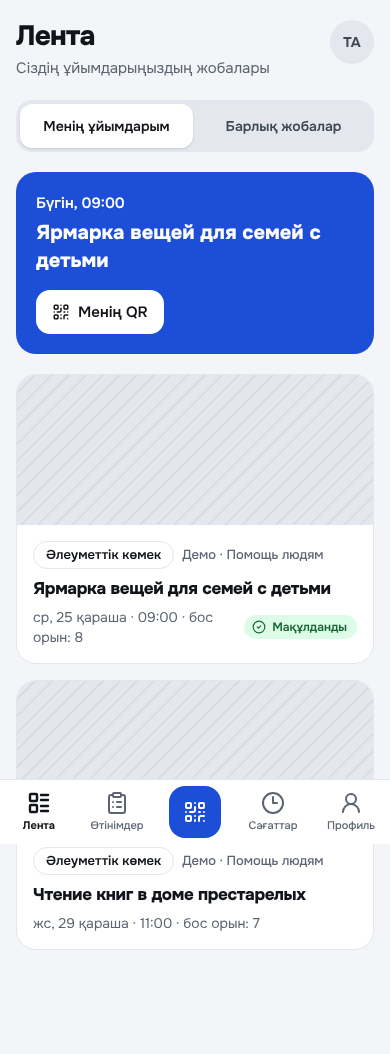 Лента
ТА
Сіздің ұйымдарыңыздың жобалары
Менің ұйымдарым
Барлық жобалар
Бүгін, 09:00
Ярмарка вещей для семей с
детьми
Менің QR
Әлеуметтік көмек
Демо · Помощь людям
Ярмарка вещей для семей с детьми
ср, 25 қараша · 09:00 · бос
орын: 8
Мақұлданды
Лента
Өтінімдер
Сағаттар
Профиль
Әлеуметтік көмек
Демо · Помощь людям
Чтение книг в доме престарелых
жс, 29 қараша · 11:00 · бос орын: 7